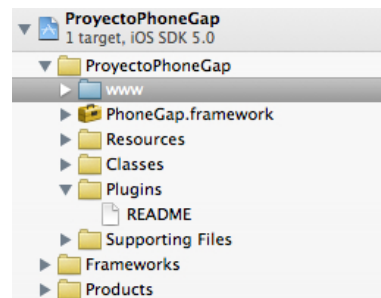 ProyectoPhoneGap
1 target, iOS SDK 5.0
ProyectoPhoneGap
www
PhoneGap.framework
Resources
Classes
Plugins
README
Supporting Files
Frameworks
Products